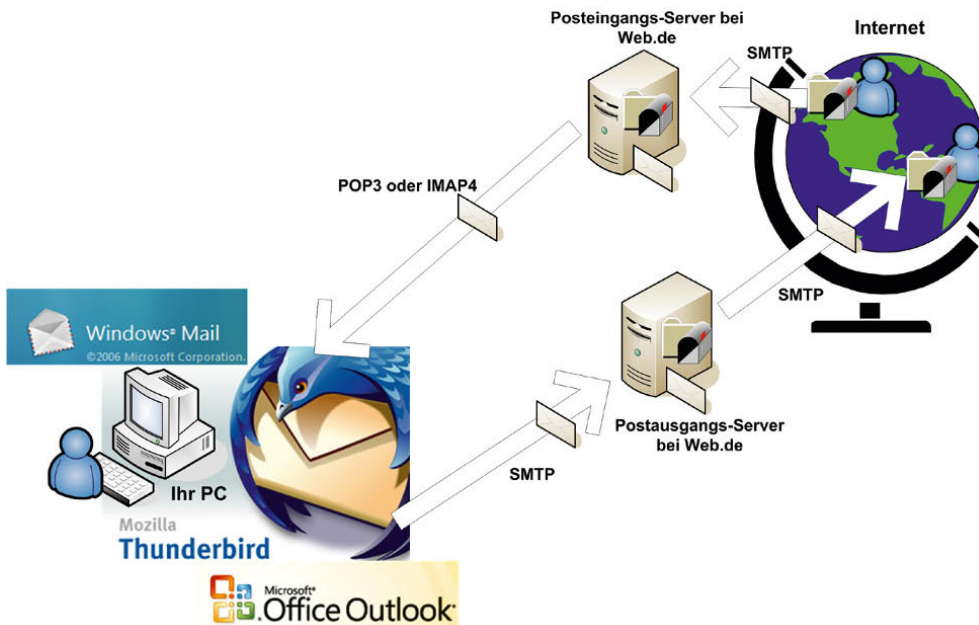 Posteingangs-Server bei
Web.de
Internet
SMTP
POP3 oder IMAP4
SMTP
Windows® Mail
©2006 Microsoft Corporation.
Postausgangs-Server
bei Web.de
SMTP
Ihr PC
Mozilla
Thunderbird
Microsoft®
Office Outlook®